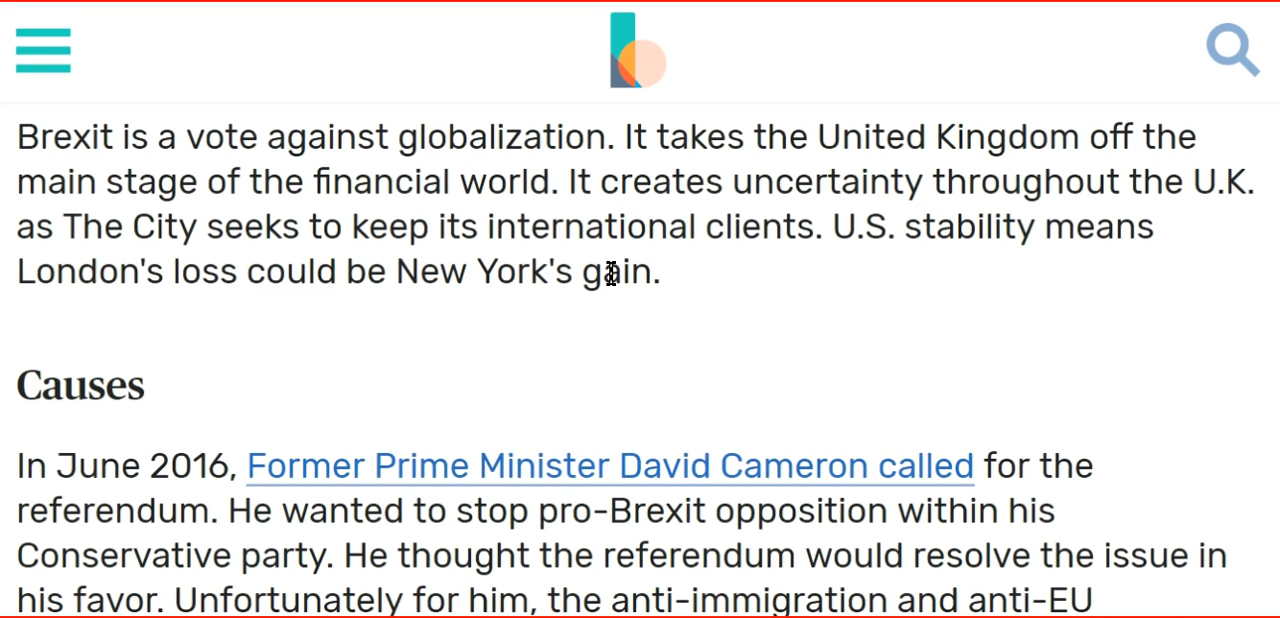 Brexit is a vote against globalization. It takes the United Kingdom off the
main stage of the financial world. It creates uncertainty throughout the U.K.
as The City seeks to keep its international clients. U.S. stability means
London's loss could be New York's gain.
Causes
In June 2016, Former Prime Minister David Cameron called for the
referendum. He wanted to stop pro-Brexit opposition within his
Conservative party. He thought the referendum would resolve the issue in
his favor. Unfortunately for him, the anti-immigration and anti-EU